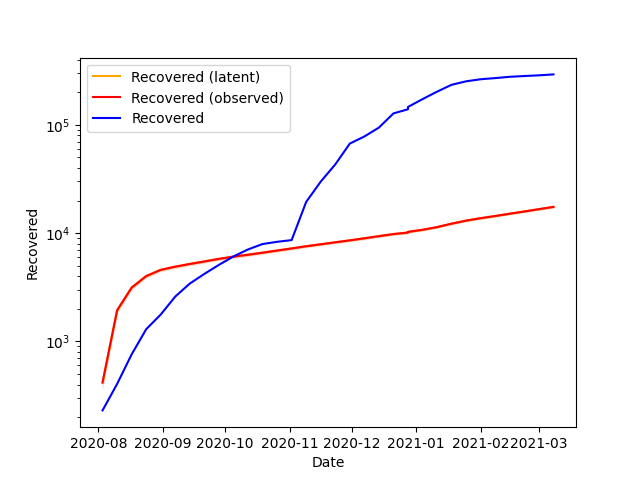 Recovered (latent)
Recovered (observed)
Recovered
10^5
10^4
10^3
Recovered
2020-08 2020-09 2020-10 2020-11 2020-12 2021-01 2021-02 2021-03
Date